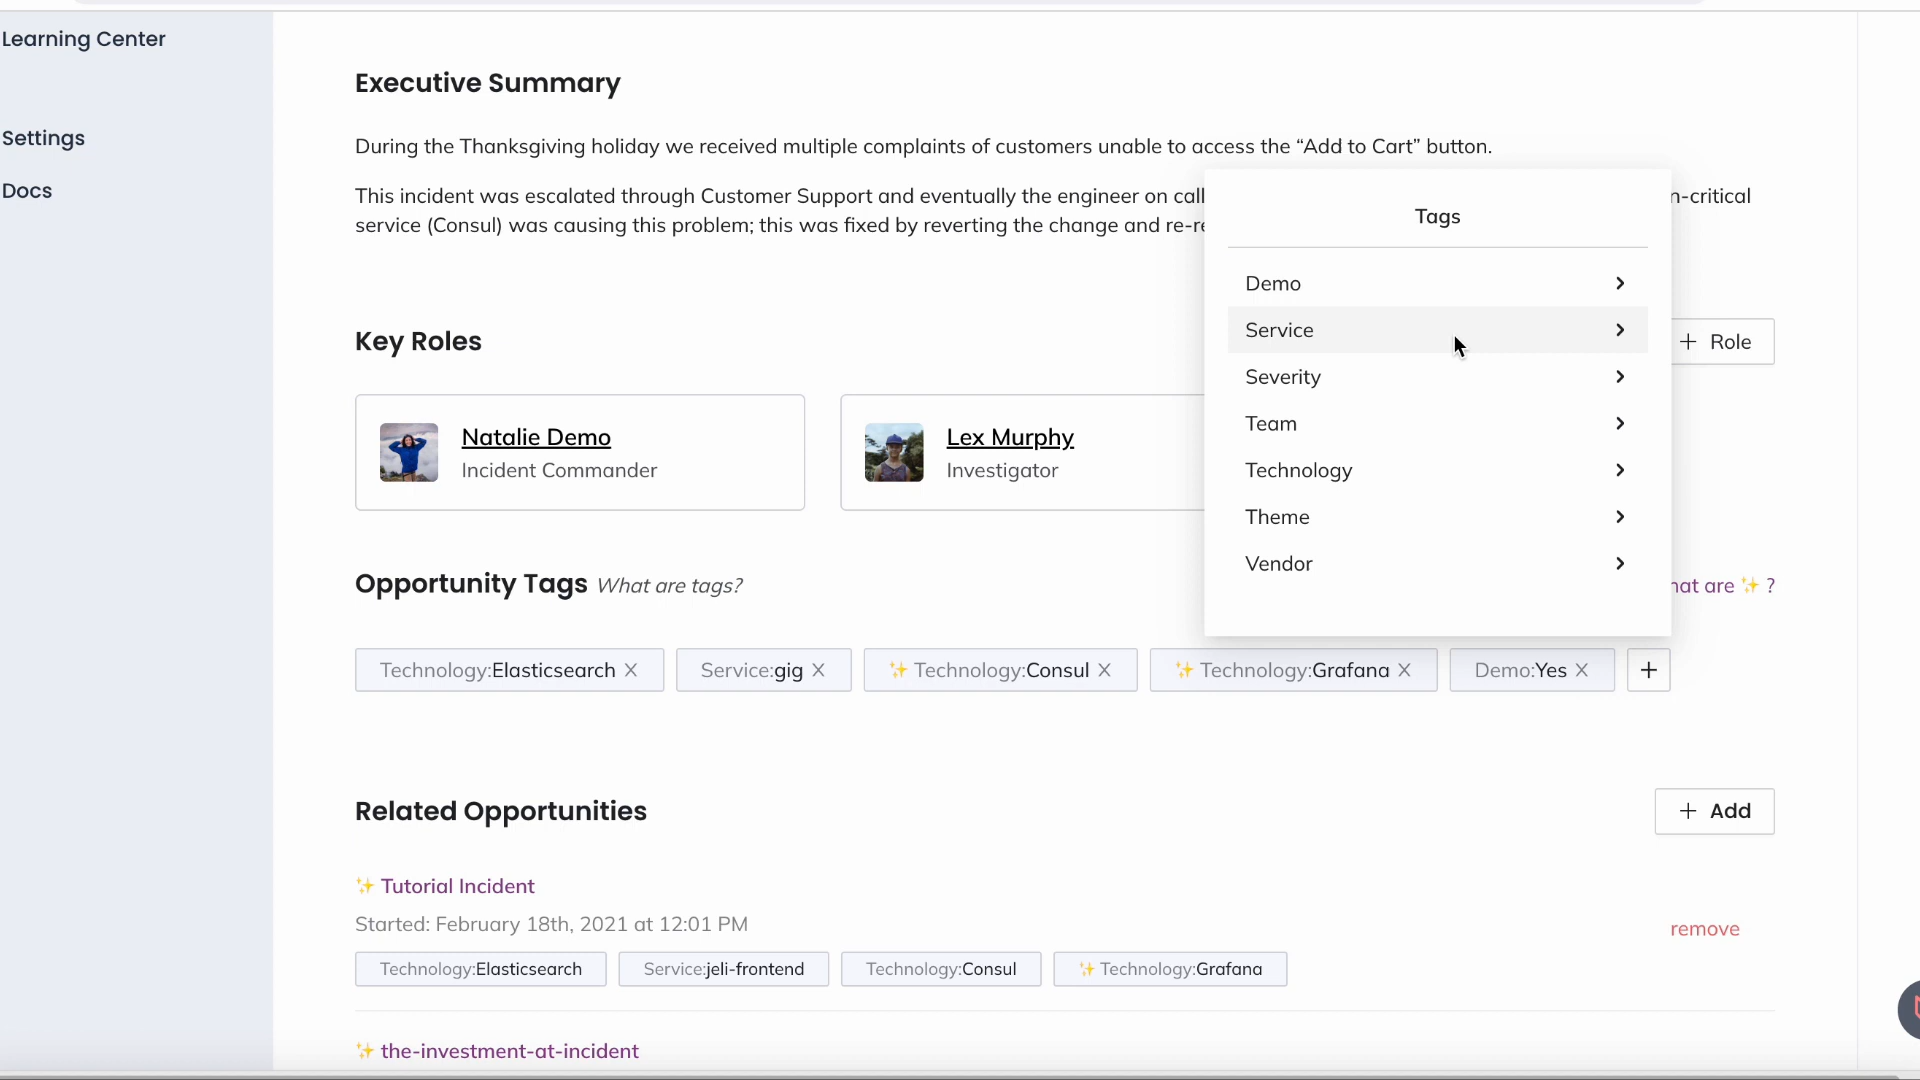 Learning Center
Settings
Docs
Executive Summary
During the Thanksgiving holiday we received multiple complaints of customers unable to access the “Add to Cart” button.
This incident was escalated through Customer Support and eventually the engineer on call n-critical
service (Consul) was causing this problem; this was fixed by reverting the change and re-re
Tags
Demo
Service
Severity
Team
Technology
Theme
Vendor
Key Roles
+ Role
Natalie Demo
Incident Commander
Lex Murphy
Investigator
Opportunity Tags What are tags?
hat are ✨ ?
Technology:Elasticsearch X Service:gig X ✨ Technology:Consul X ✨ Technology:Grafana X Demo:Yes X +
Related Opportunities
+ Add
✨ Tutorial Incident
Started: February 18th, 2021 at 12:01 PM
remove
Technology:Elasticsearch Service:jeli-frontend Technology:Consul ✨ Technology:Grafana
✨ the-investment-at-incident